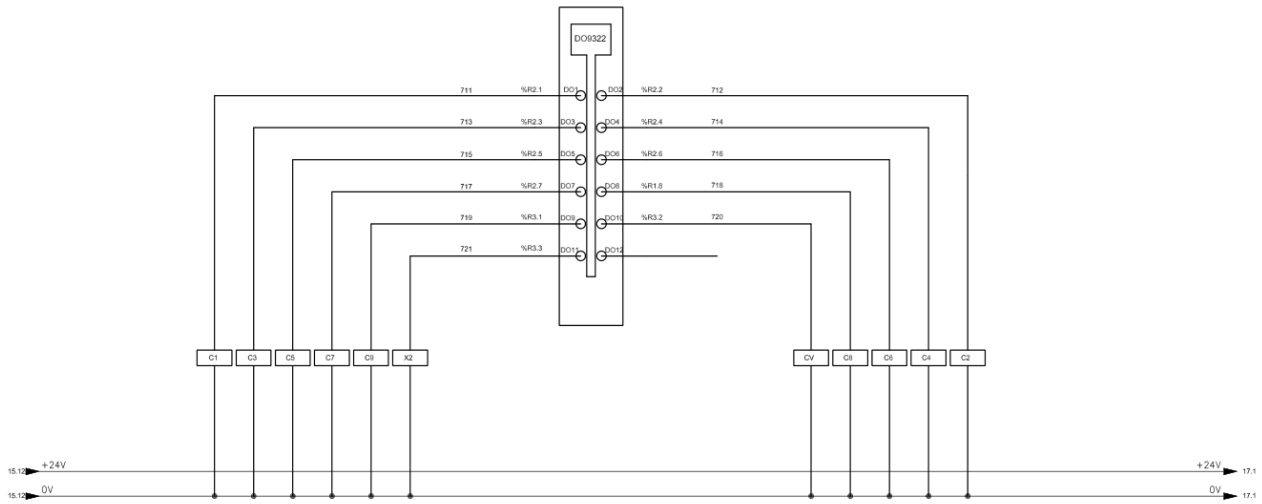 DO9322
711 %R2.1 DO1 DO2 %R2.2 712
713 %R2.3 DO3 DO4 %R2.4 714
715 %R2.5 DO5 DO6 %R2.6 716
717 %R2.7 DO7 DO8 %R1.8 718
719 %R3.1 DO9 DO10 %R3.2 720
721 %R3.3 DO11 DO12
C1 C3 C5 C7 C9 X2 CV C8 C6 C4 C2
15.12 +24V +24V 17.1
15.12 0V 0V 17.1